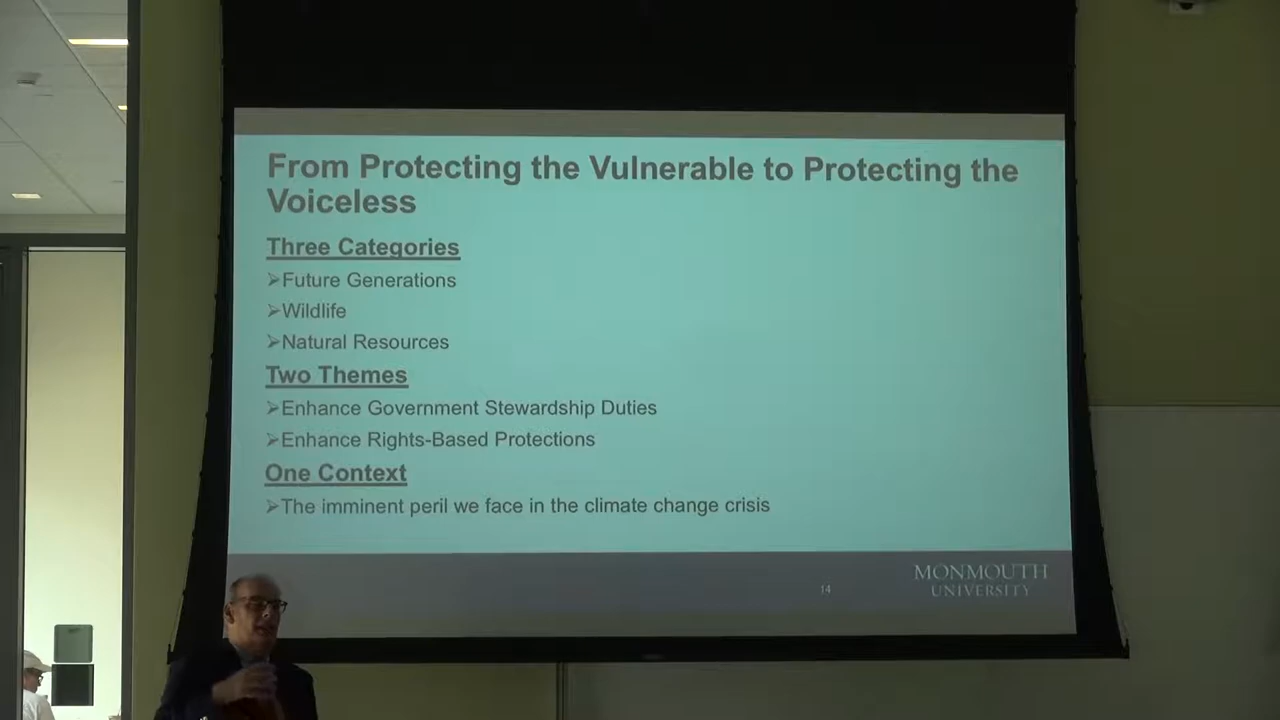 From Protecting the Vulnerable to Protecting the
Voiceless
Three Categories
➢Future Generations
➢Wildlife
➢Natural Resources
Two Themes
➢Enhance Government Stewardship Duties
➢Enhance Rights-Based Protections
One Context
➢The imminent peril we face in the climate change crisis
14
MONMOUTH
UNIVERSITY